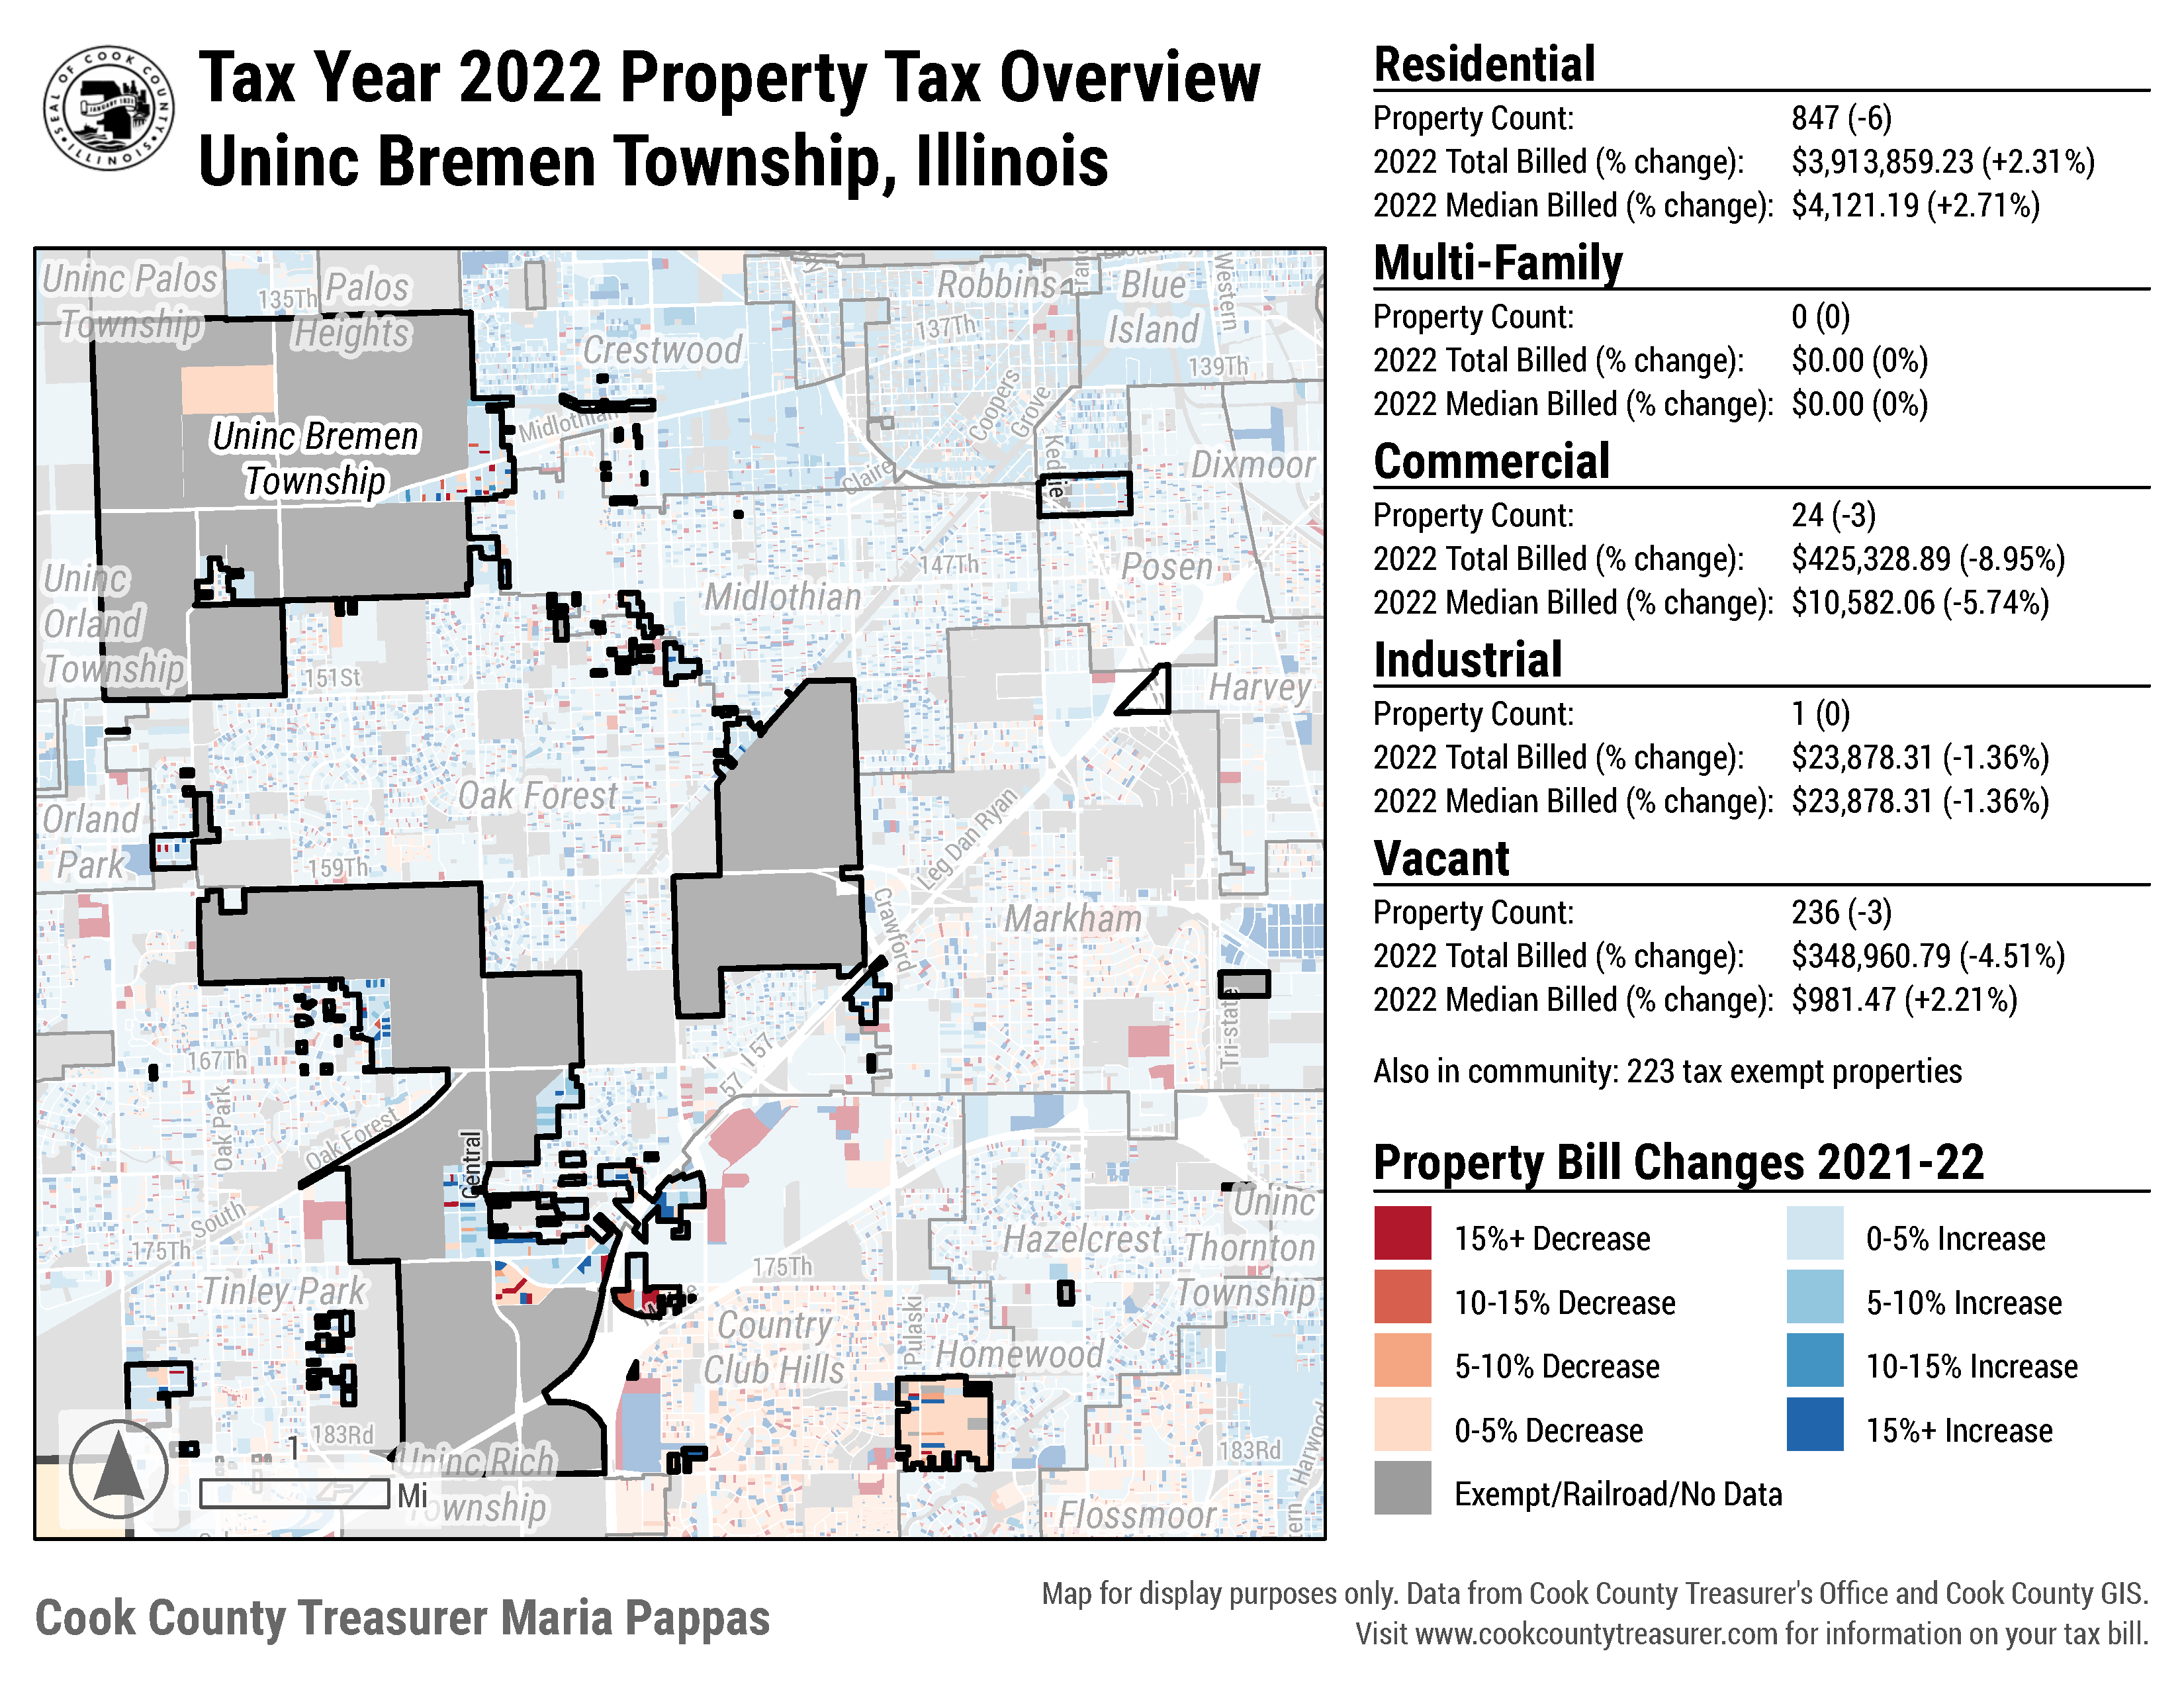 SEAL OF COOK COUNTY
JANUARY 1831
ILLINOIS
Tax Year 2022 Property Tax Overview
Uninc Bremen Township, Illinois
Residential
Property Count: 847 (-6)
2022 Total Billed (% change): $3,913,859.23 (+2.31%)
2022 Median Billed (% change): $4,121.19 (+2.71%)
Multi-Family
Property Count: 0 (0)
2022 Total Billed (% change): $0.00 (0%)
2022 Median Billed (% change): $0.00 (0%)
Commercial
Property Count: 24 (-3)
2022 Total Billed (% change): $425,328.89 (-8.95%)
2022 Median Billed (% change): $10,582.06 (-5.74%)
Industrial
Property Count: 1 (0)
2022 Total Billed (% change): $23,878.31 (-1.36%)
2022 Median Billed (% change): $23,878.31 (-1.36%)
Vacant
Property Count: 236 (-3)
2022 Total Billed (% change): $348,960.79 (-4.51%)
2022 Median Billed (% change): $981.47 (+2.21%)
Also in community: 223 tax exempt properties
Property Bill Changes 2021-22
15%+ Decrease
10-15% Decrease
5-10% Decrease
0-5% Decrease
Exempt/Railroad/No Data
0-5% Increase
5-10% Increase
10-15% Increase
15%+ Increase
Uninc Palos
Township
135Th
Palos
Heights
Crestwood
Robbins
Blue
Island
Western
137Th
139Th
Uninc Bremen
Township
Midlothian
Coopers
Grove
Kedzie
Claire
Dixmoor
Uninc
Orland
Township
147Th
Midlothian
Posen
151St
Harvey
Oak Forest
Orland
Park
159Th
Leg Dan Ryan
Crawford
Markham
Tri-state
167Th
I 57
I 57
Oak Park
Oak Forest
Central
South
175Th
Tinley Park
Uninc
Thornton
Township
Hazelcrest
175Th
Country
Club Hills
Pulaski
Homewood
183Rd
183Rd
Harwood
Uninc Rich
Township
Flossmoor
1
Mi
Cook County Treasurer Maria Pappas
Map for display purposes only. Data from Cook County Treasurer's Office and Cook County GIS.
Visit www.cookcountytreasurer.com for information on your tax bill.